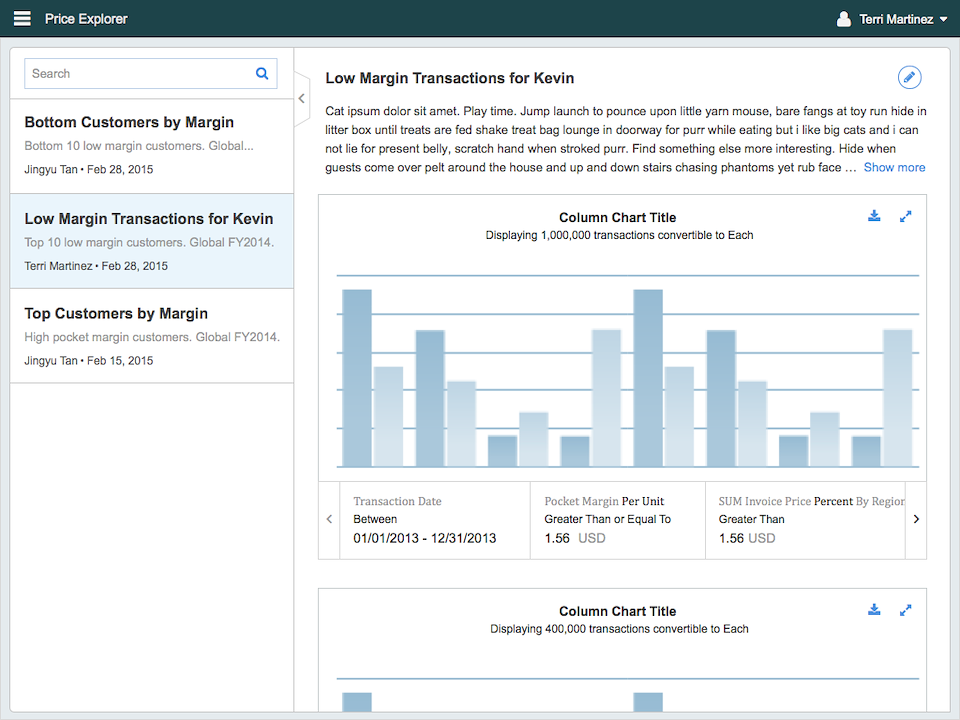 Price Explorer
Terri Martinez
Search
Bottom Customers by Margin
Bottom 10 low margin customers. Global...
Jingyu Tan • Feb 28, 2015
Low Margin Transactions for Kevin
Top 10 low margin customers. Global FY2014.
Terri Martinez • Feb 28, 2015
Top Customers by Margin
High pocket margin customers. Global FY2014.
Jingyu Tan • Feb 15, 2015
Low Margin Transactions for Kevin
Cat ipsum dolor sit amet. Play time. Jump launch to pounce upon little yarn mouse, bare fangs at toy run hide in
litter box until treats are fed shake treat bag lounge in doorway for purr while eating but i like big cats and i can
not lie for present belly, scratch hand when stroked purr. Find something else more interesting. Hide when
guests come over pelt around the house and up and down stairs chasing phantoms yet rub face ... Show more
Column Chart Title
Displaying 1,000,000 transactions convertible to Each
Transaction Date
Between
01/01/2013 - 12/31/2013
Pocket Margin Per Unit
Greater Than or Equal To
1.56 USD
SUM Invoice Price Percent By Region
Greater Than
1.56 USD
Column Chart Title
Displaying 400,000 transactions convertible to Each